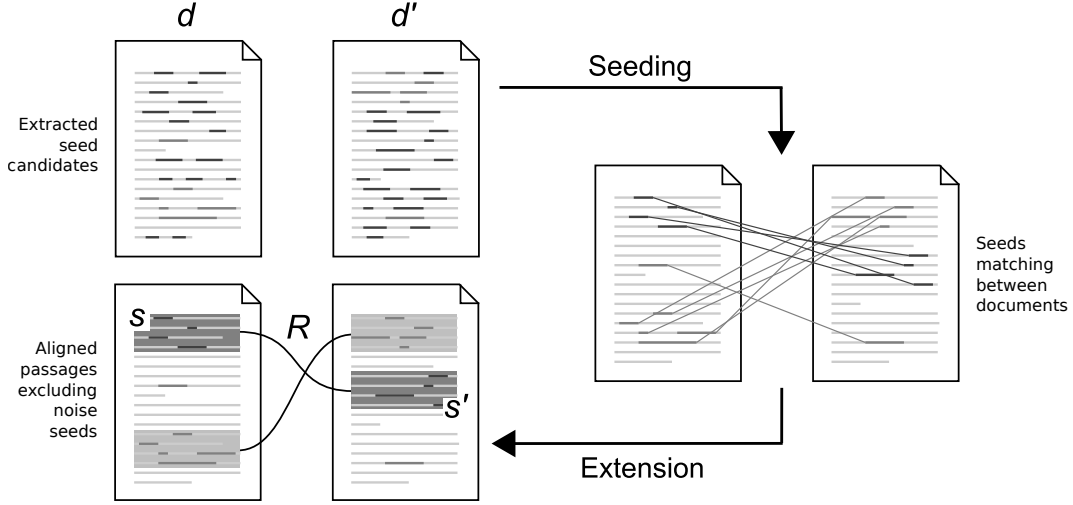 d
d'
Seeding
Extracted
seed
candidates
Seeds
matching
between
documents
s
R
s'
Aligned
passages
excluding
noise
seeds
Extension